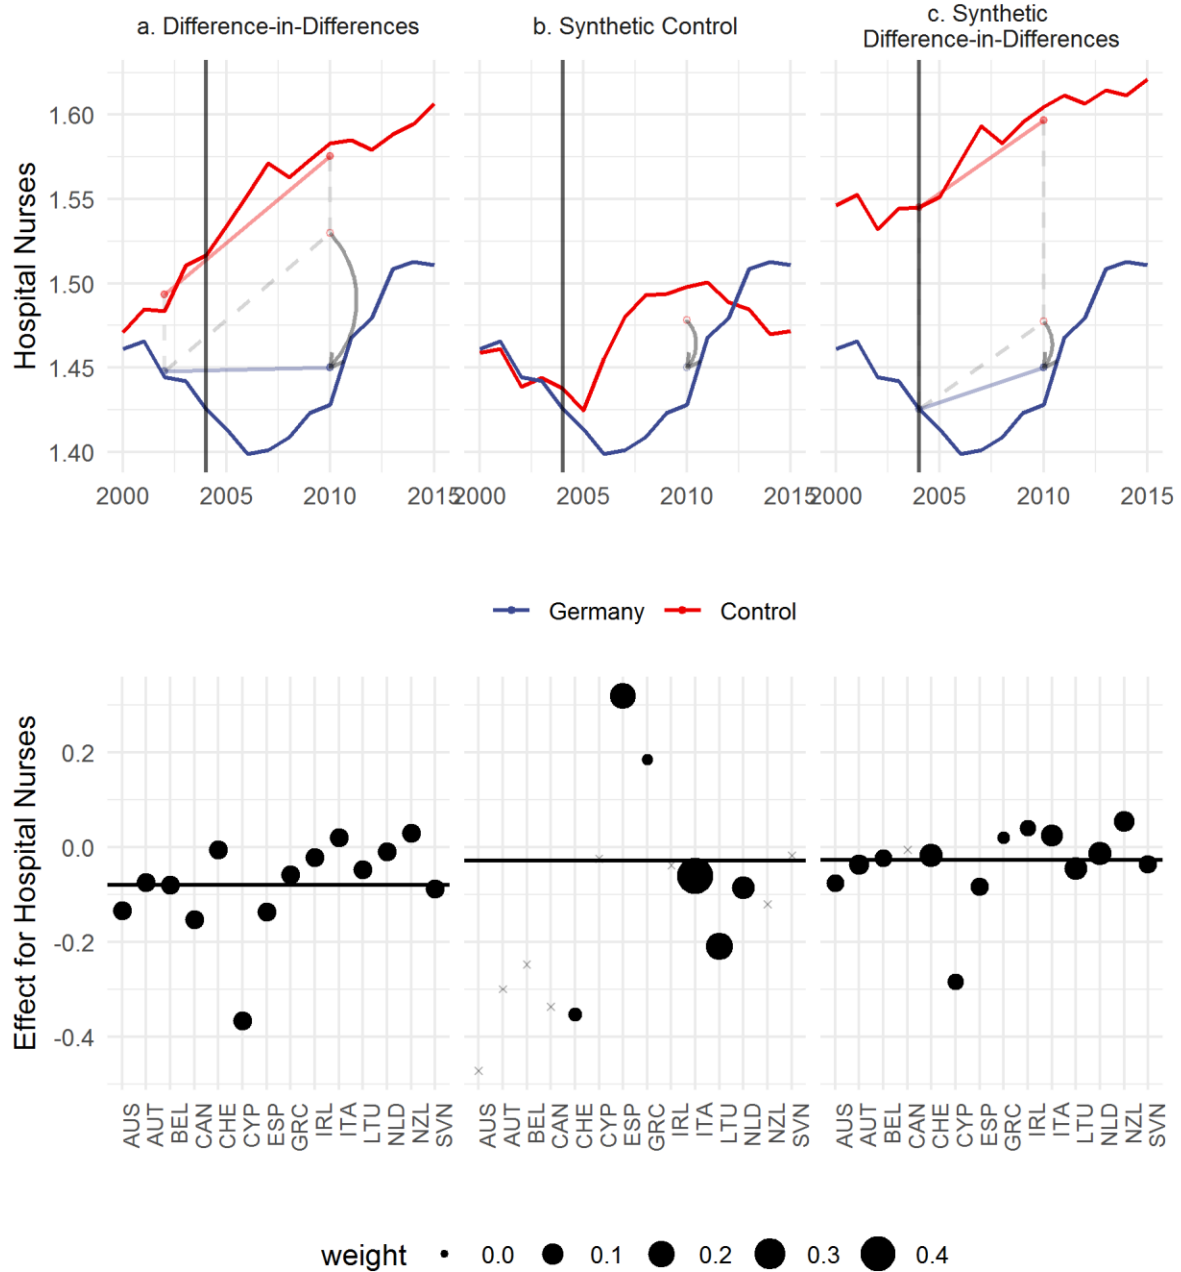 a. Difference-in-Differences
b. Synthetic Control
c. Synthetic
Difference-in-Differences
Hospital Nurses
1.60
1.55
1.50
1.45
1.40
2000 2005 2010 2015
2000 2005 2010 2015
2000 2005 2010 2015
Germany Control
Effect for Hospital Nurses
0.2
0.0
-0.2
-0.4
AUS AUT BEL CAN CHE CYP ESP GRC IRL ITA LTU NLD NZL SVN
AUS AUT BEL CAN CHE CYP ESP GRC IRL ITA LTU NLD NZL SVN
AUS AUT BEL CAN CHE CYP ESP GRC IRL ITA LTU NLD NZL SVN
weight 0.0 0.1 0.2 0.3 0.4